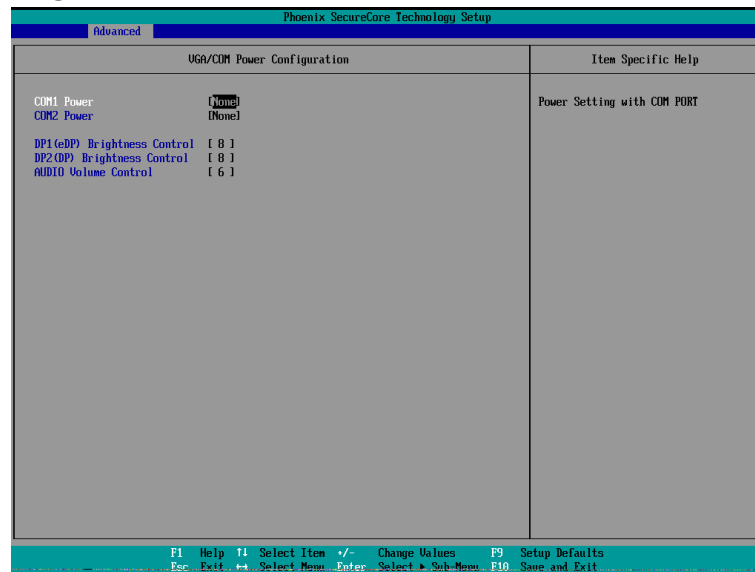 Phoenix SecureCore Technology Setup
Advanced
VGA/COM Power Configuration
Item Specific Help
COM1 Power [None]
Power Setting with COM PORT
COM2 Power [None]
DP1(eDP) Brightness Control [ 8 ]
DP2(DP) Brightness Control [ 8 ]
AUDIO Volume Control [ 6 ]
F1 Help ↑↓ Select Item +/- Change Values F9 Setup Defaults
Esc Exit ↔ Select Menu Enter Select ▶ Sub-Menu F10 Save and Exit